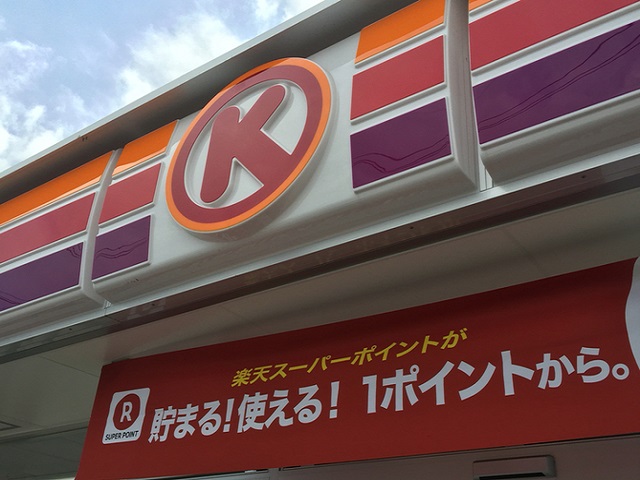 K
楽天スーパーポイントが
R
SUPER POINT
貯まる!使える! 1ポイントから。